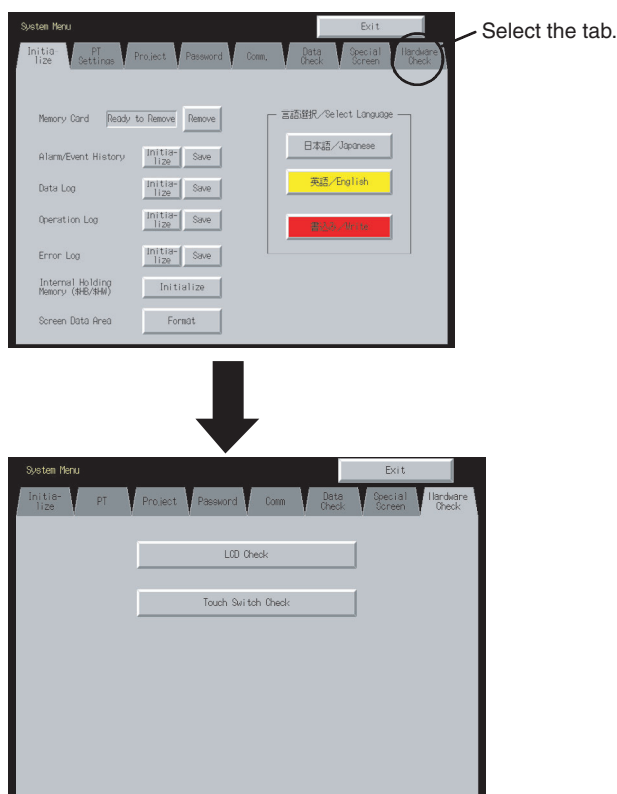 System Menu
Exit
Select the tab.
Initia-
lize
PT
Settings
Project
Password
Comm.
Data
Check
Special
Screen
Hardware
Check
Memory Card
Ready to Remove
Remove
言語選択/Select Language
Alarm/Event History
Initia-
lize
Save
日本語/Japanese
Data Log
Initia-
lize
Save
英語/English
Operation Log
Initia-
lize
Save
書込み/Write
Error Log
Initia-
lize
Save
Internal Holding
Memory ($HB/$HW)
Initialize
Screen Data Area
Format
System Menu
Exit
Initia-
lize
PT
Project
Password
Comm
Data
Check
Special
Screen
Hardware
Check
LCD Check
Touch Switch Check